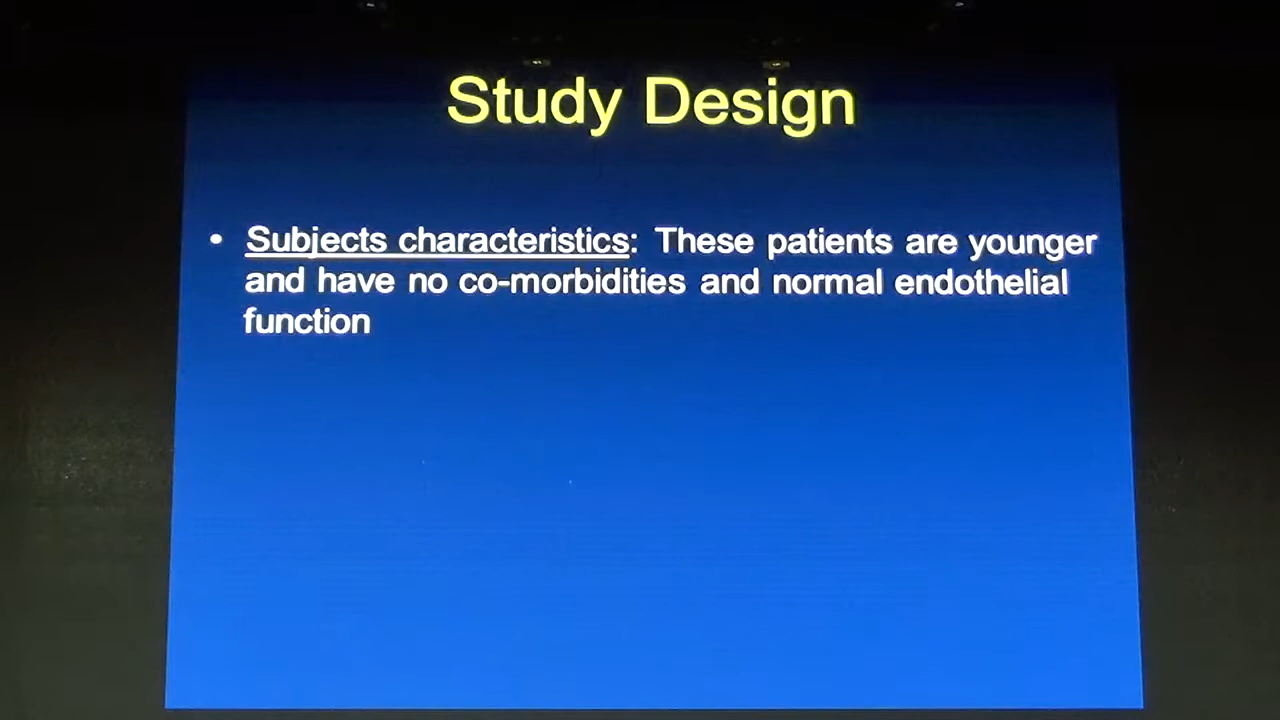 Study Design
• Subjects characteristics: These patients are younger
and have no co-morbidities and normal endothelial
function